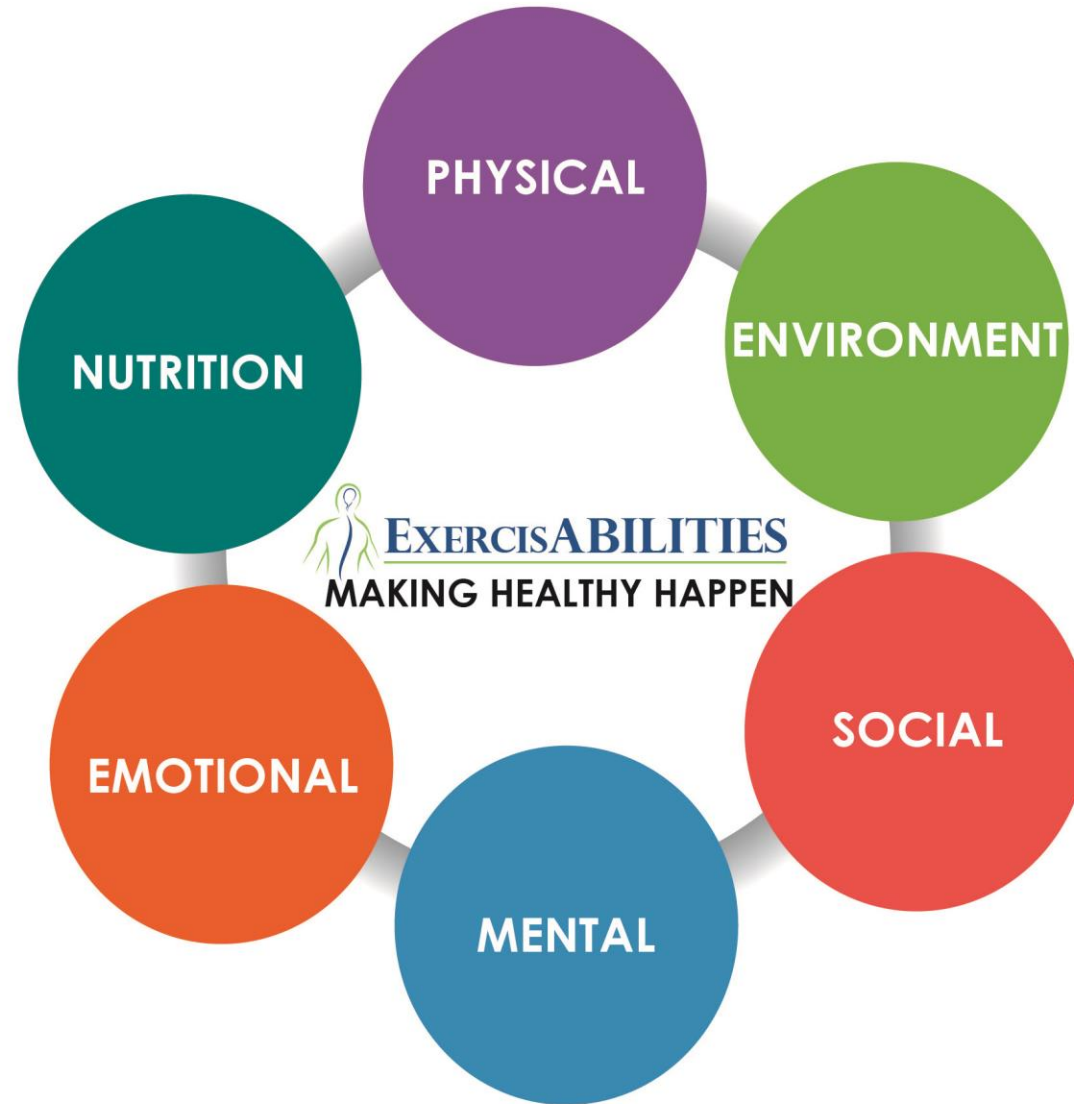 PHYSICAL
ENVIRONMENT
NUTRITION
EXERCISABILITIES
MAKING HEALTHY HAPPEN
SOCIAL
EMOTIONAL
MENTAL